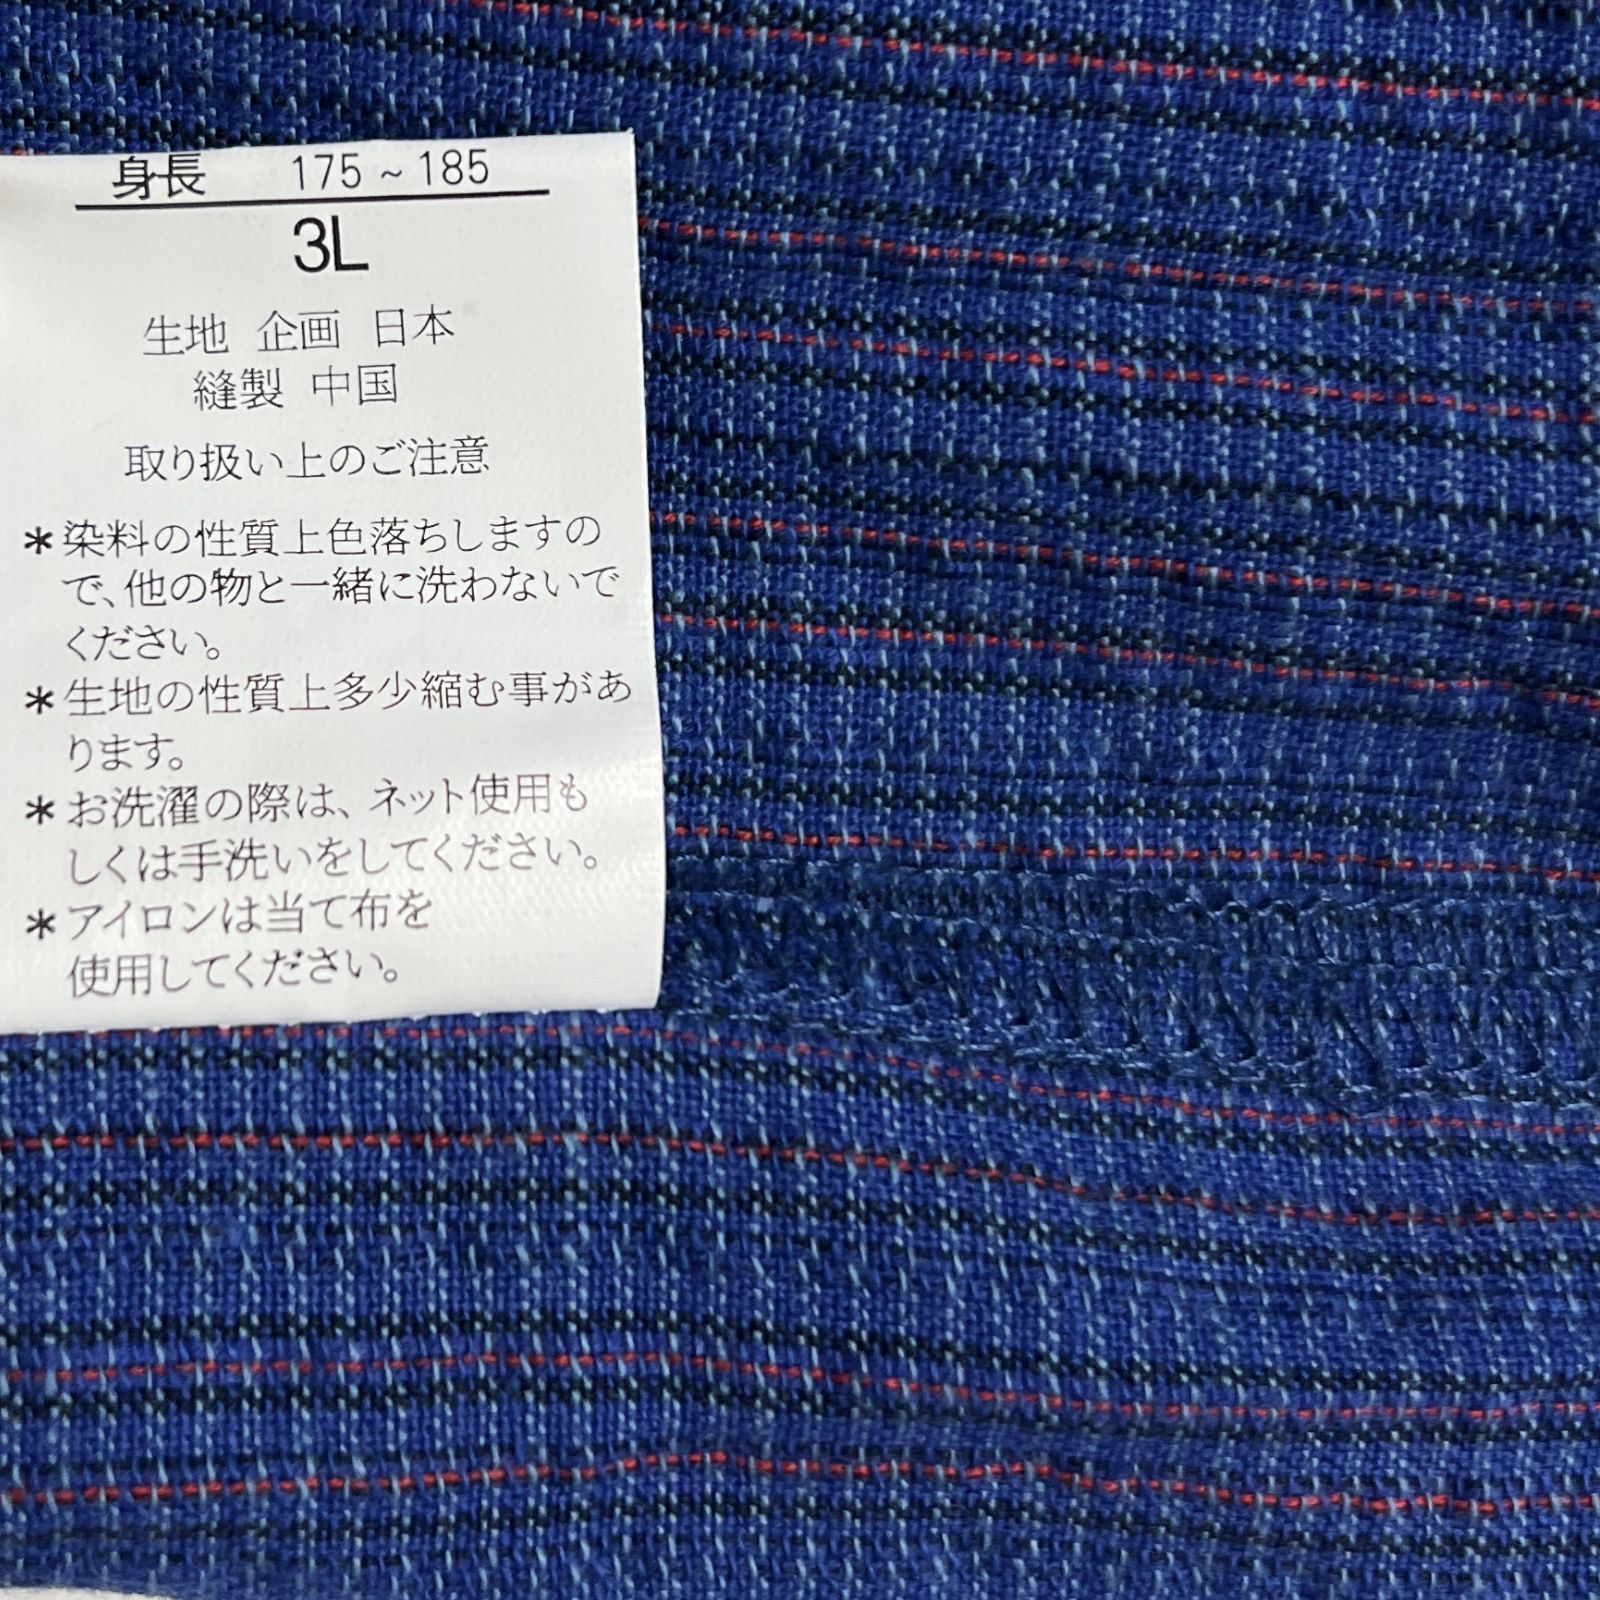 身長 175~185
3L
生地 企画 日本
縫製 中国
取り扱い上のご注意
*染料の性質上色落ちしますの
で、他の物と一緒に洗わないで
ください。
*生地の性質上多少縮む事があ
ります。
*お洗濯の際は、ネット使用も
しくは手洗いをしてください。
*アイロンは当て布を
使用してください。